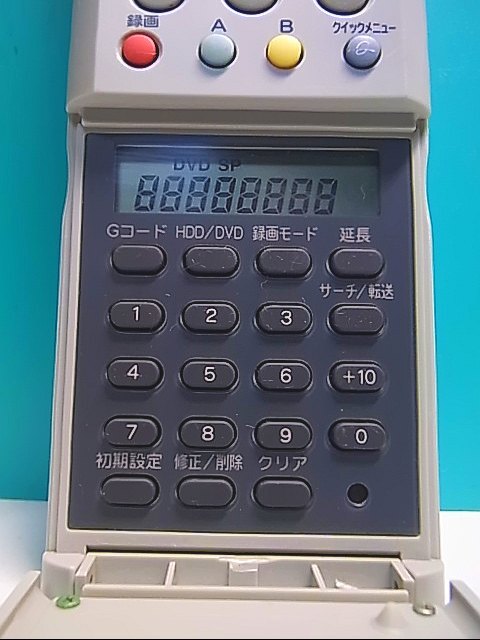 録画 A B クイックメニュー
DVD SP
88888888
Gコード HDD/DVD 録画モード 延長
サーチ/転送
1 2 3
4 5 6 +10
7 8 9 0
初期設定 修正/削除 クリア